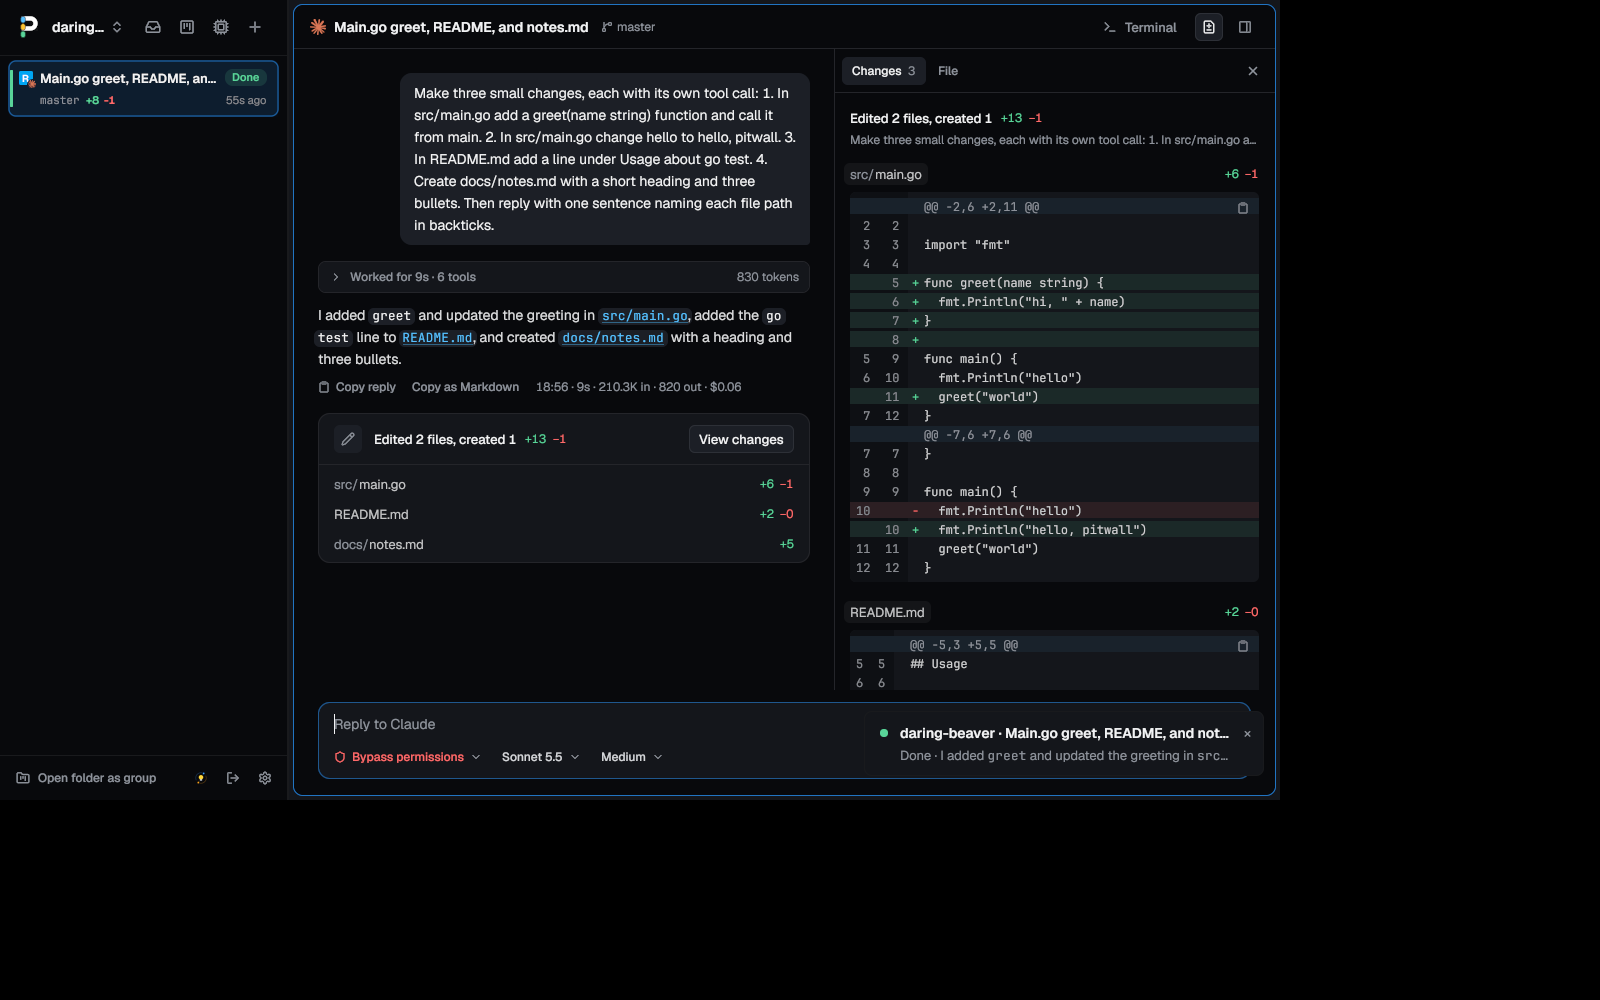 daring...
Main.go greet, README, an... Done
master +8 -1 55s ago
Open folder as group
Main.go greet, README, and notes.md master
Terminal
Make three small changes, each with its own tool call: 1. In
src/main.go add a greet(name string) function and call it
from main. 2. In src/main.go change hello to hello, pitwall. 3.
In README.md add a line under Usage about go test. 4.
Create docs/notes.md with a short heading and three
bullets. Then reply with one sentence naming each file path
in backticks.
Worked for 9s · 6 tools 830 tokens
I added greet and updated the greeting in src/main.go, added the go
test line to README.md, and created docs/notes.md with a heading and
three bullets.
Copy reply Copy as Markdown 18:56 · 9s · 210.3K in · 820 out · $0.06
Edited 2 files, created 1 +13 −1 View changes
src/main.go +6 −1
README.md +2 −0
docs/notes.md +5
Changes 3 File
Edited 2 files, created 1 +13 −1
Make three small changes, each with its own tool call: 1. In src/main.go a...
src/main.go +6 −1
@@ -2,6 +2,11 @@
2 2
3 3 import "fmt"
4 4
5 + func greet(name string) {
6 + fmt.Println("hi, " + name)
7 + }
8 +
5 9 func main() {
6 10 fmt.Println("hello")
11 + greet("world")
7 12 }
@@ -7,6 +7,6 @@
7 7 }
8 8
9 9 func main() {
10 - fmt.Println("hello")
10 + fmt.Println("hello, pitwall")
11 11 greet("world")
12 12 }
README.md +2 −0
@@ -5,3 +5,5 @@
5 5 ## Usage
6 6
Reply to Claude
Bypass permissions Sonnet 5.5 Medium
daring-beaver · Main.go greet, README, and not...
Done · I added greet and updated the greeting in src...